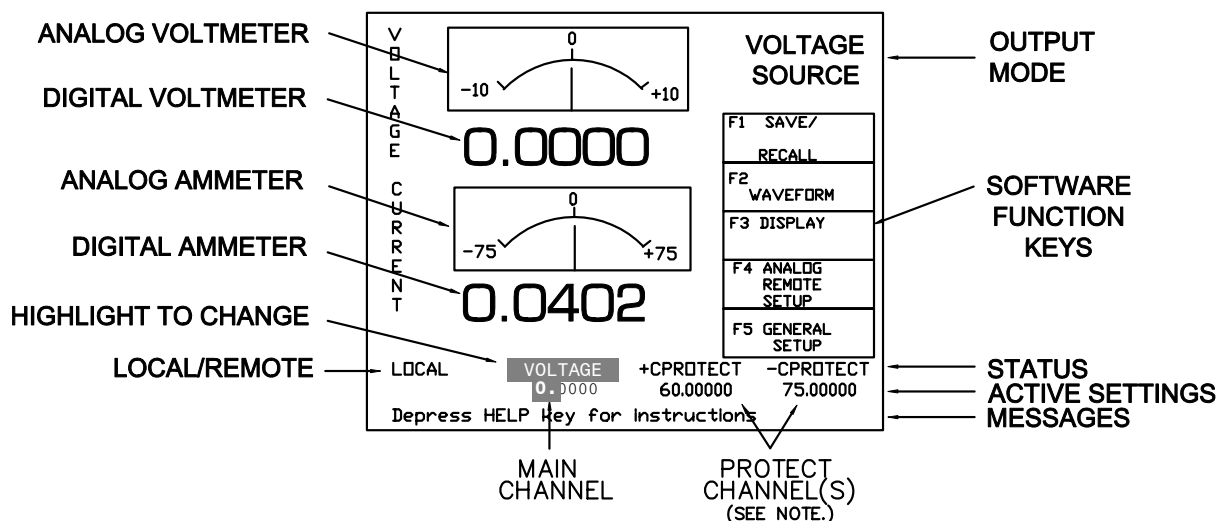 ANALOG VOLTMETER
DIGITAL VOLTMETER
ANALOG AMMETER
DIGITAL AMMETER
HIGHLIGHT TO CHANGE
LOCAL/REMOTE
VOLTAGE
0
-10
+10
0.0000
CURRENT
0
-75
+75
0.0402
VOLTAGE
SOURCE
F1 SAVE/
RECALL
F2
WAVEFORM
F3 DISPLAY
F4 ANALOG
REMOTE
SETUP
F5 GENERAL
SETUP
LOCAL
VOLTAGE
+CPROTECT
-CPROTECT
0.0000
60.00000
75.00000
Depress HELP key for Instructions
OUTPUT
MODE
SOFTWARE
FUNCTION
KEYS
STATUS
ACTIVE SETTINGS
MESSAGES
MAIN
CHANNEL
PROTECT
CHANNEL(S)
(SEE NOTE.)